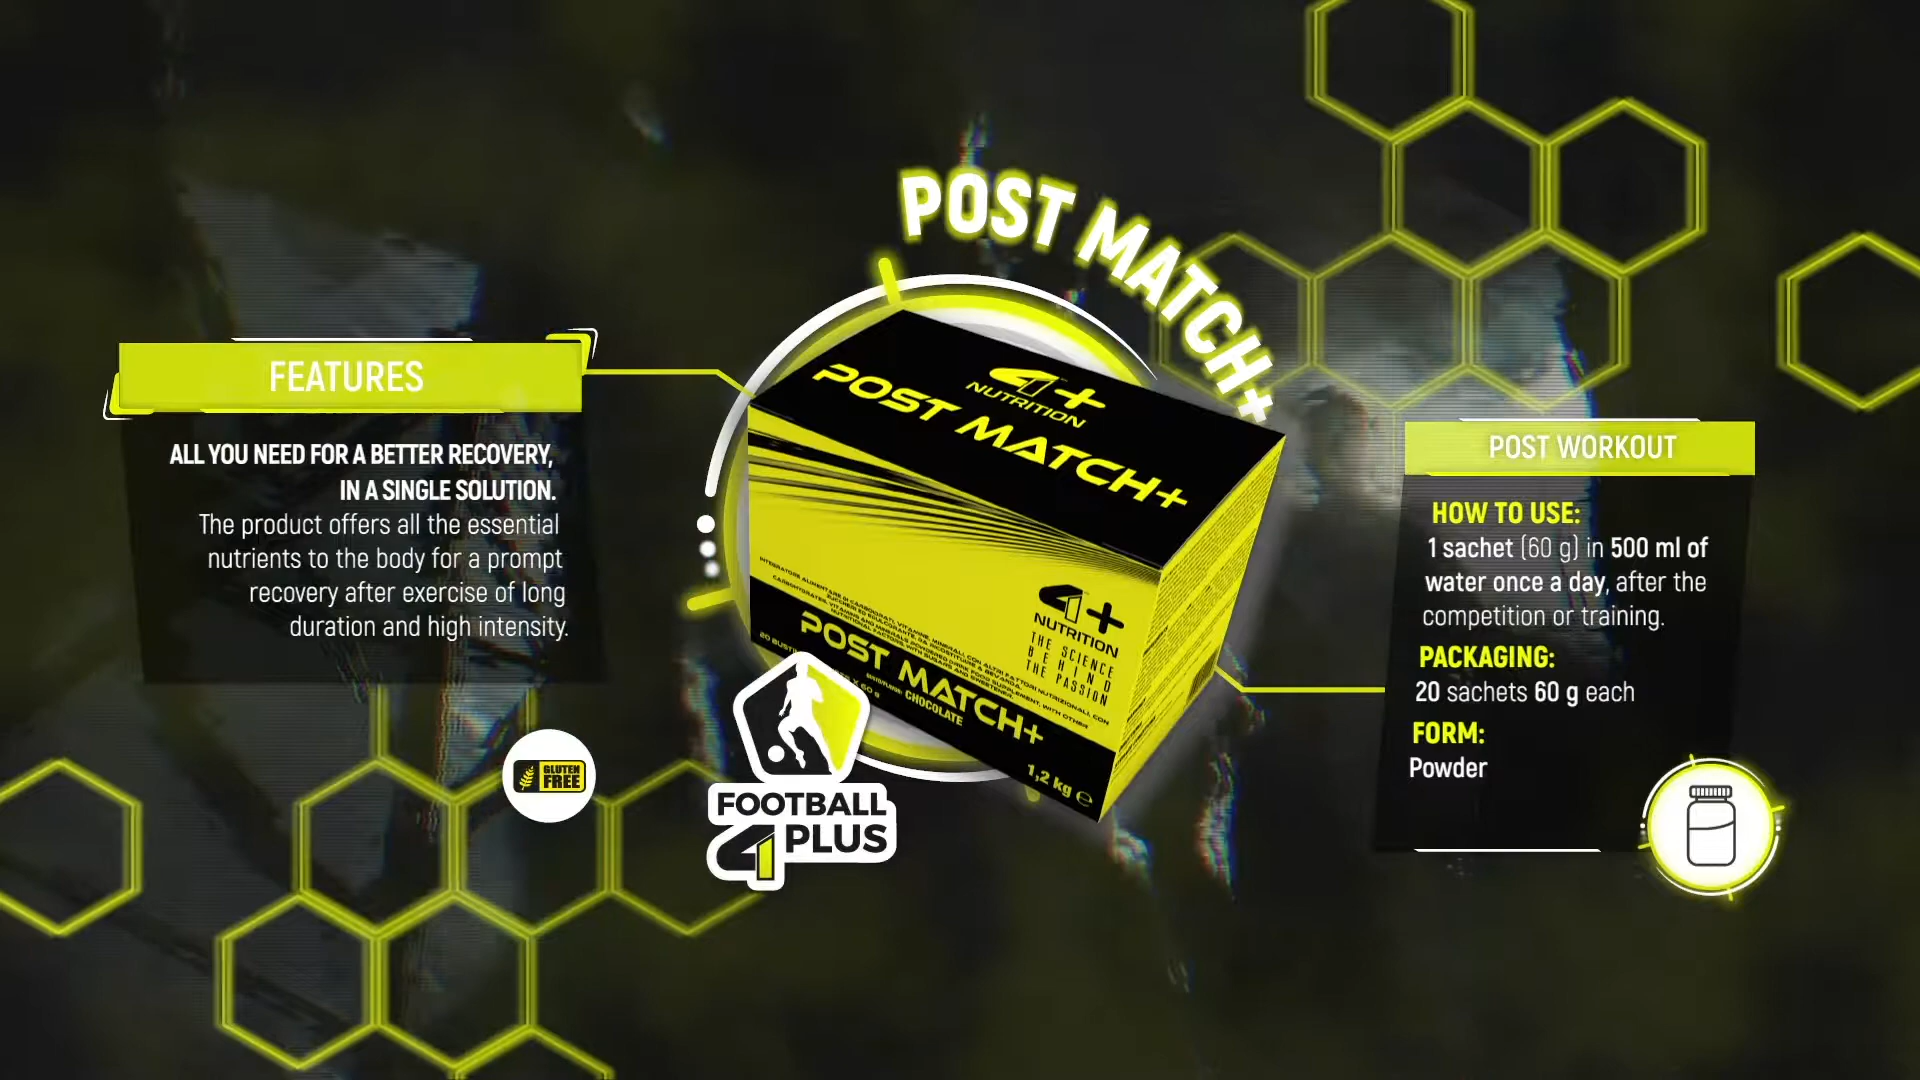 POST MATCH+
FEATURES
ALL YOU NEED FOR A BETTER RECOVERY,
IN A SINGLE SOLUTION.
The product offers all the essential
nutrients to the body for a prompt
recovery after exercise of long
duration and high intensity.
GLUTEN
FREE
4+
NUTRITION
POST MATCH+
4+
NUTRITION
THE SCIENCE
BEHIND
THE PASSION
POST MATCH+
CHOCOLATE
1,2 kg ℮
FOOTBALL
4 PLUS
POST WORKOUT
HOW TO USE:
1 sachet (60 g) in 500 ml of
water once a day, after the
competition or training.
PACKAGING:
20 sachets 60 g each
FORM:
Powder